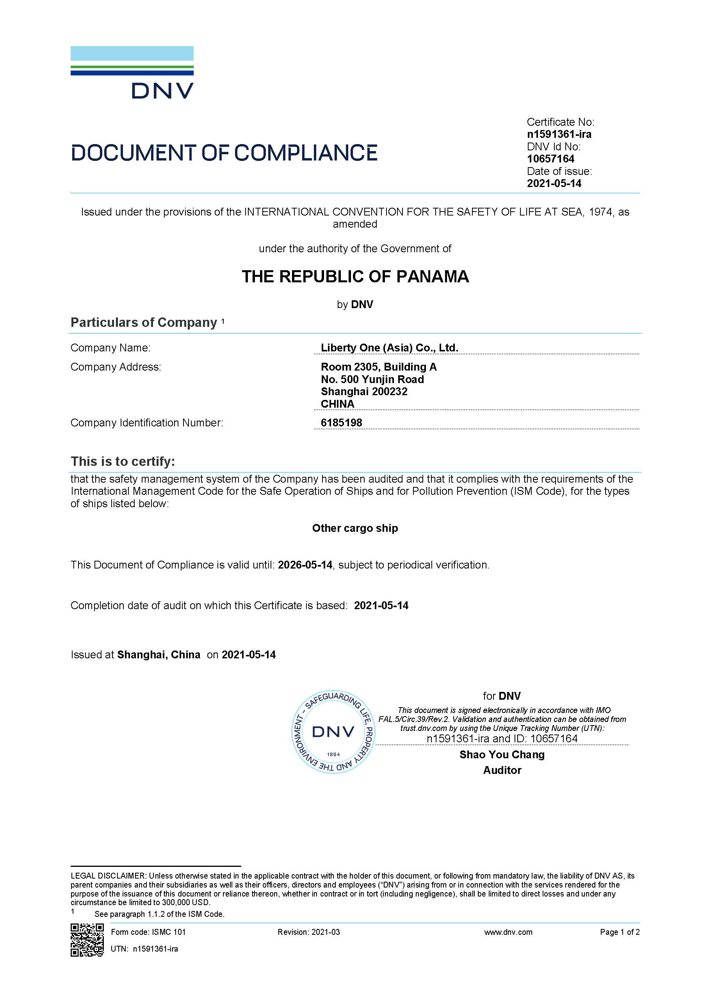 DNV
DOCUMENT OF COMPLIANCE
Certificate No:
n1591361-ira
DNV Id No:
10657164
Date of issue:
2021-05-14
Issued under the provisions of the INTERNATIONAL CONVENTION FOR THE SAFETY OF LIFE AT SEA, 1974, as
amended
under the authority of the Government of
THE REPUBLIC OF PANAMA
by DNV
Particulars of Company 1
Company Name: Liberty One (Asia) Co., Ltd.
Company Address: Room 2305, Building A
No. 500 Yunjin Road
Shanghai 200232
CHINA
Company Identification Number: 6185198
This is to certify:
that the safety management system of the Company has been audited and that it complies with the requirements of the
International Management Code for the Safe Operation of Ships and for Pollution Prevention (ISM Code), for the types
of ships listed below:
Other cargo ship
This Document of Compliance is valid until: 2026-05-14, subject to periodical verification.
Completion date of audit on which this Certificate is based: 2021-05-14
Issued at Shanghai, China on 2021-05-14
SAFEGUARDING LIFE, PROPERTY AND THE ENVIRONMENT -
DNV
1864
for DNV
This document is signed electronically in accordance with IMO
FAL.5/Circ.39/Rev.2. Validation and authentication can be obtained from
trust.dnv.com by using the Unique Tracking Number (UTN):
n1591361-ira and ID: 10657164
Shao You Chang
Auditor
LEGAL DISCLAIMER: Unless otherwise stated in the applicable contract with the holder of this document, or following from mandatory law, the liability of DNV AS, its
parent companies and their subsidiaries as well as their officers, directors and employees (“DNV”) arising from or in connection with the services rendered for the
purpose of the issuance of this document or reliance thereon, whether in contract or in tort (including negligence), shall be limited to direct losses and under any
circumstance be limited to 300,000 USD.
1 See paragraph 1.1.2 of the ISM Code.
Form code: ISMC 101 Revision: 2021-03 www.dnv.com Page 1 of 2
UTN: n1591361-ira